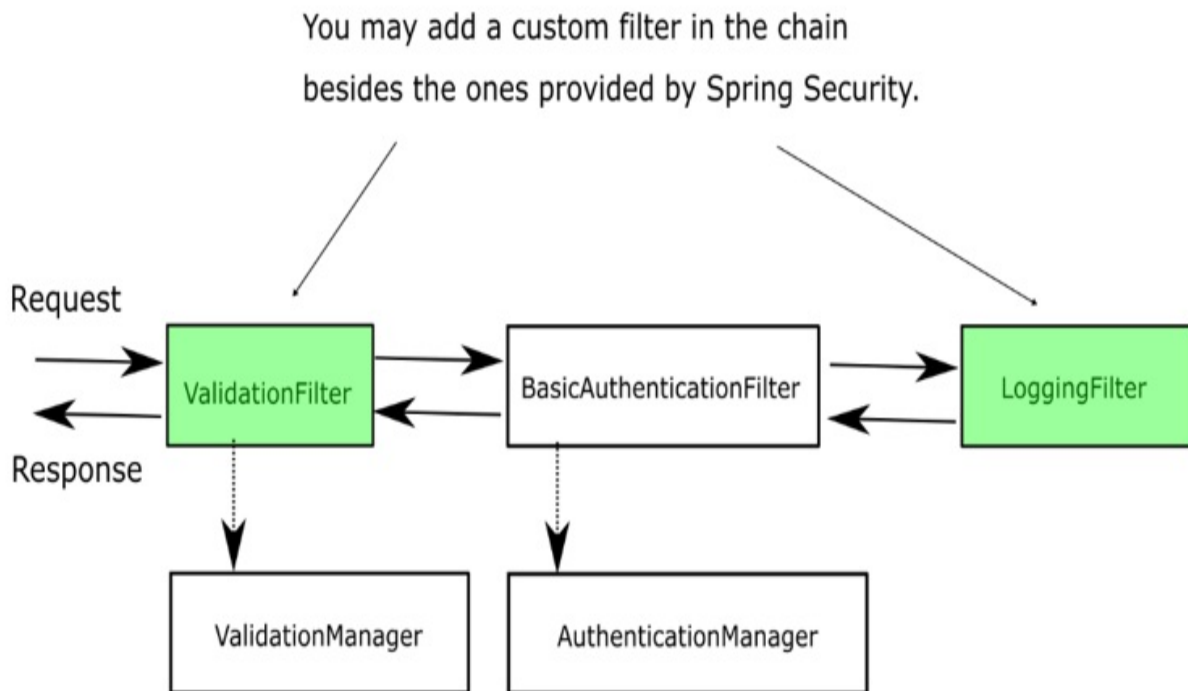 You may add a custom filter in the chain
besides the ones provided by Spring Security.
Request
ValidationFilter
BasicAuthenticationFilter
LoggingFilter
Response
ValidationManager
AuthenticationManager